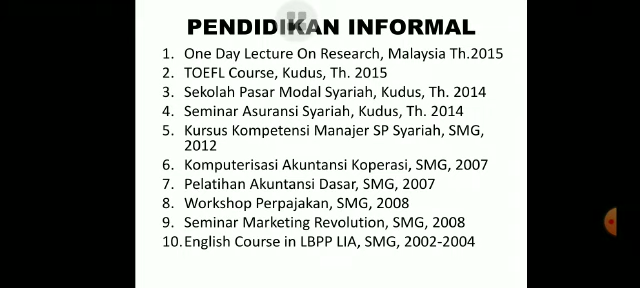 PENDIDIKAN INFORMAL
1. One Day Lecture On Research, Malaysia Th.2015
2. TOEFL Course, Kudus, Th. 2015
3. Sekolah Pasar Modal Syariah, Kudus, Th. 2014
4. Seminar Asuransi Syariah, Kudus, Th. 2014
5. Kursus Kompetensi Manajer SP Syariah, SMG,
2012
6. Komputerisasi Akuntansi Koperasi, SMG, 2007
7. Pelatihan Akuntansi Dasar, SMG, 2007
8. Workshop Perpajakan, SMG, 2008
9. Seminar Marketing Revolution, SMG, 2008
10. English Course in LBPP LIA, SMG, 2002-2004